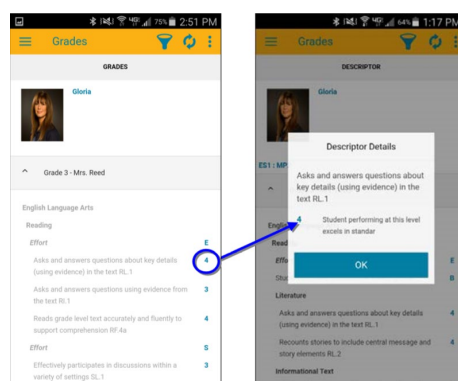 75% 2:51 PM
Grades
GRADES
Gloria
Grade 3 - Mrs. Reed
English Language Arts
Reading
Effort E
Asks and answers questions about key details 4
(using evidence) in the text RL.1
Asks and answers questions using evidence from 3
the text RI.1
Reads grade level text accurately and fluently to 4
support comprehension RF.4a
Effort S
Effectively participates in discussions within a 3
variety of settings SL.1
64% 1:17 PM
Grades
DESCRIPTOR
Gloria
ES1 : MP
Descriptor Details
Asks and answers questions about
key details (using evidence) in the
text RL.1
4 Student performing at this level
excels in standar
OK
Read
Effo E
Stud B
Literature
Asks and answers questions about key details 4
(using evidence) in the text RL.1
Recounts stories to include central message and 4
story elements RL.2
Informational Text